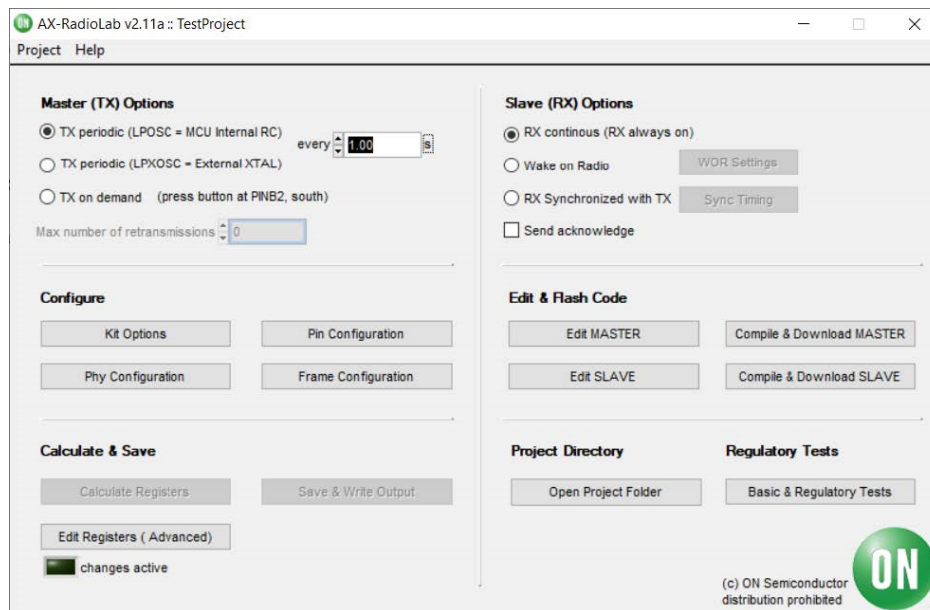 ON AX-RadioLab v2.11a :: TestProject
Project Help
Master (TX) Options
TX periodic (LPOSC = MCU Internal RC)
every 1.00 s
TX periodic (LPXOSC = External XTAL)
TX on demand (press button at PINB2, south)
Max number of retransmissions 0
Slave (RX) Options
RX continous (RX always on)
Wake on Radio WOR Settings
RX Synchronized with TX Sync Timing
Send acknowledge
Configure
Kit Options Pin Configuration
Phy Configuration Frame Configuration
Edit & Flash Code
Edit MASTER Compile & Download MASTER
Edit SLAVE Compile & Download SLAVE
Calculate & Save
Calculate Registers Save & Write Output
Edit Registers ( Advanced)
changes active
Project Directory Regulatory Tests
Open Project Folder Basic & Regulatory Tests
(c) ON Semiconductor
distribution prohibited
ON